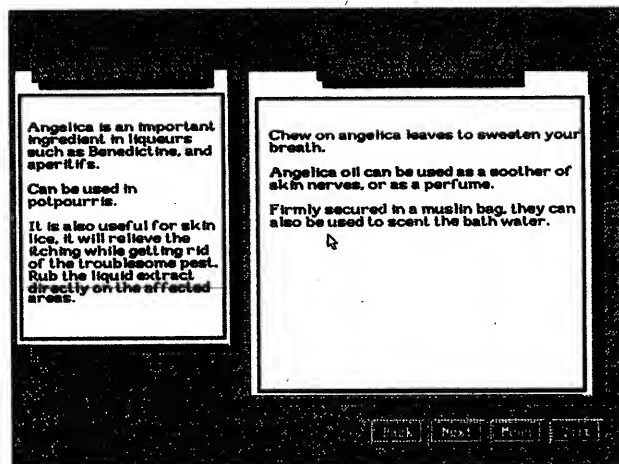 Angelica is an important
ingredient in liqueurs
such as Benedictine, and
aperitifs.
Can be used in
potpourris.
It is also useful for skin
lice, it will relieve the
itching while getting rid
of the troublesome pest.
Rub the liquid extract
directly on the affected
areas.
Chew on angelica leaves to sweeten your
breath.
Angelica oil can be used as a soother of
skin nerves, or as a perfume.
Firmly secured in a muslin bag, they can
also be used to scent the bath water.
Back Next Menu Exit